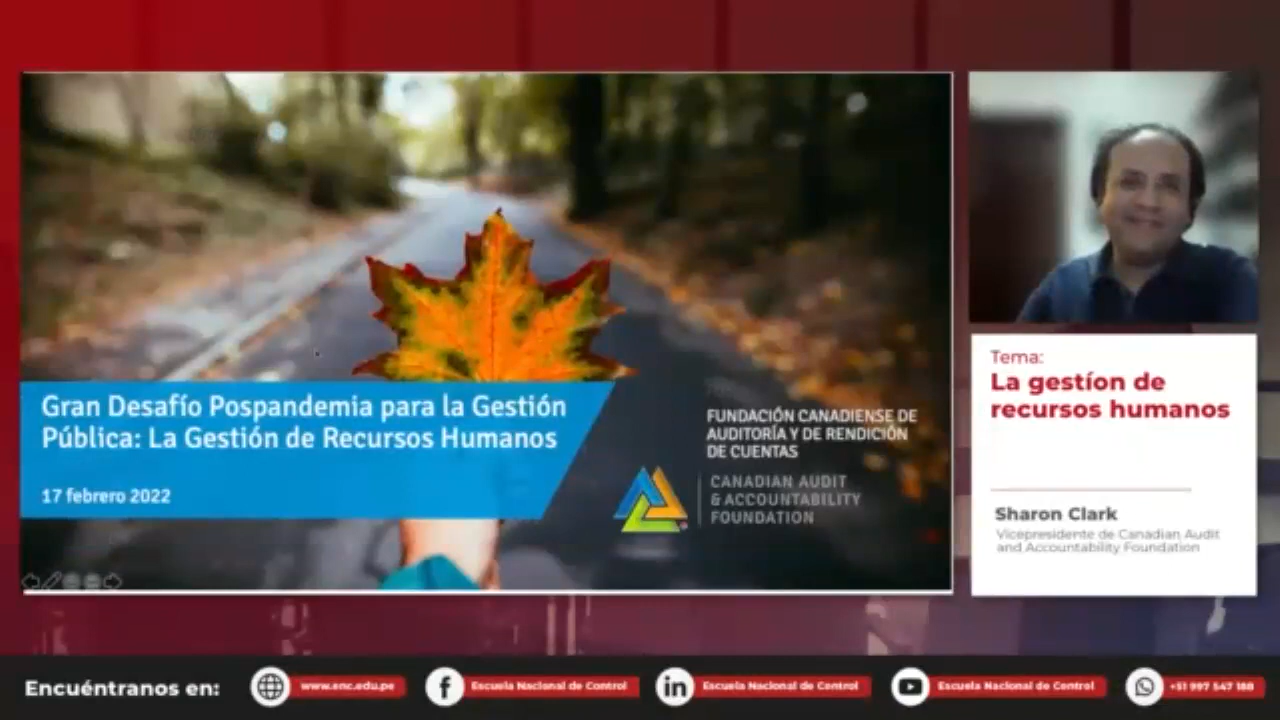 Gran Desafío Pospandemia para la Gestión
Pública: La Gestión de Recursos Humanos
17 febrero 2022
FUNDACIÓN CANADIENSE DE
AUDITORÍA Y DE RENDICIÓN
DE CUENTAS
CANADIAN AUDIT
& ACCOUNTABILITY
FOUNDATION
Tema:
La gestíon de
recursos humanos
Sharon Clark
Vicepresidente de Canadian Audit
and Accountability Foundation
Encuéntranos en:
www.enc.edu.pe
Escuela Nacional de Control
Escuela Nacional de Control
Escuela Nacional de Control
+51 997 547 188